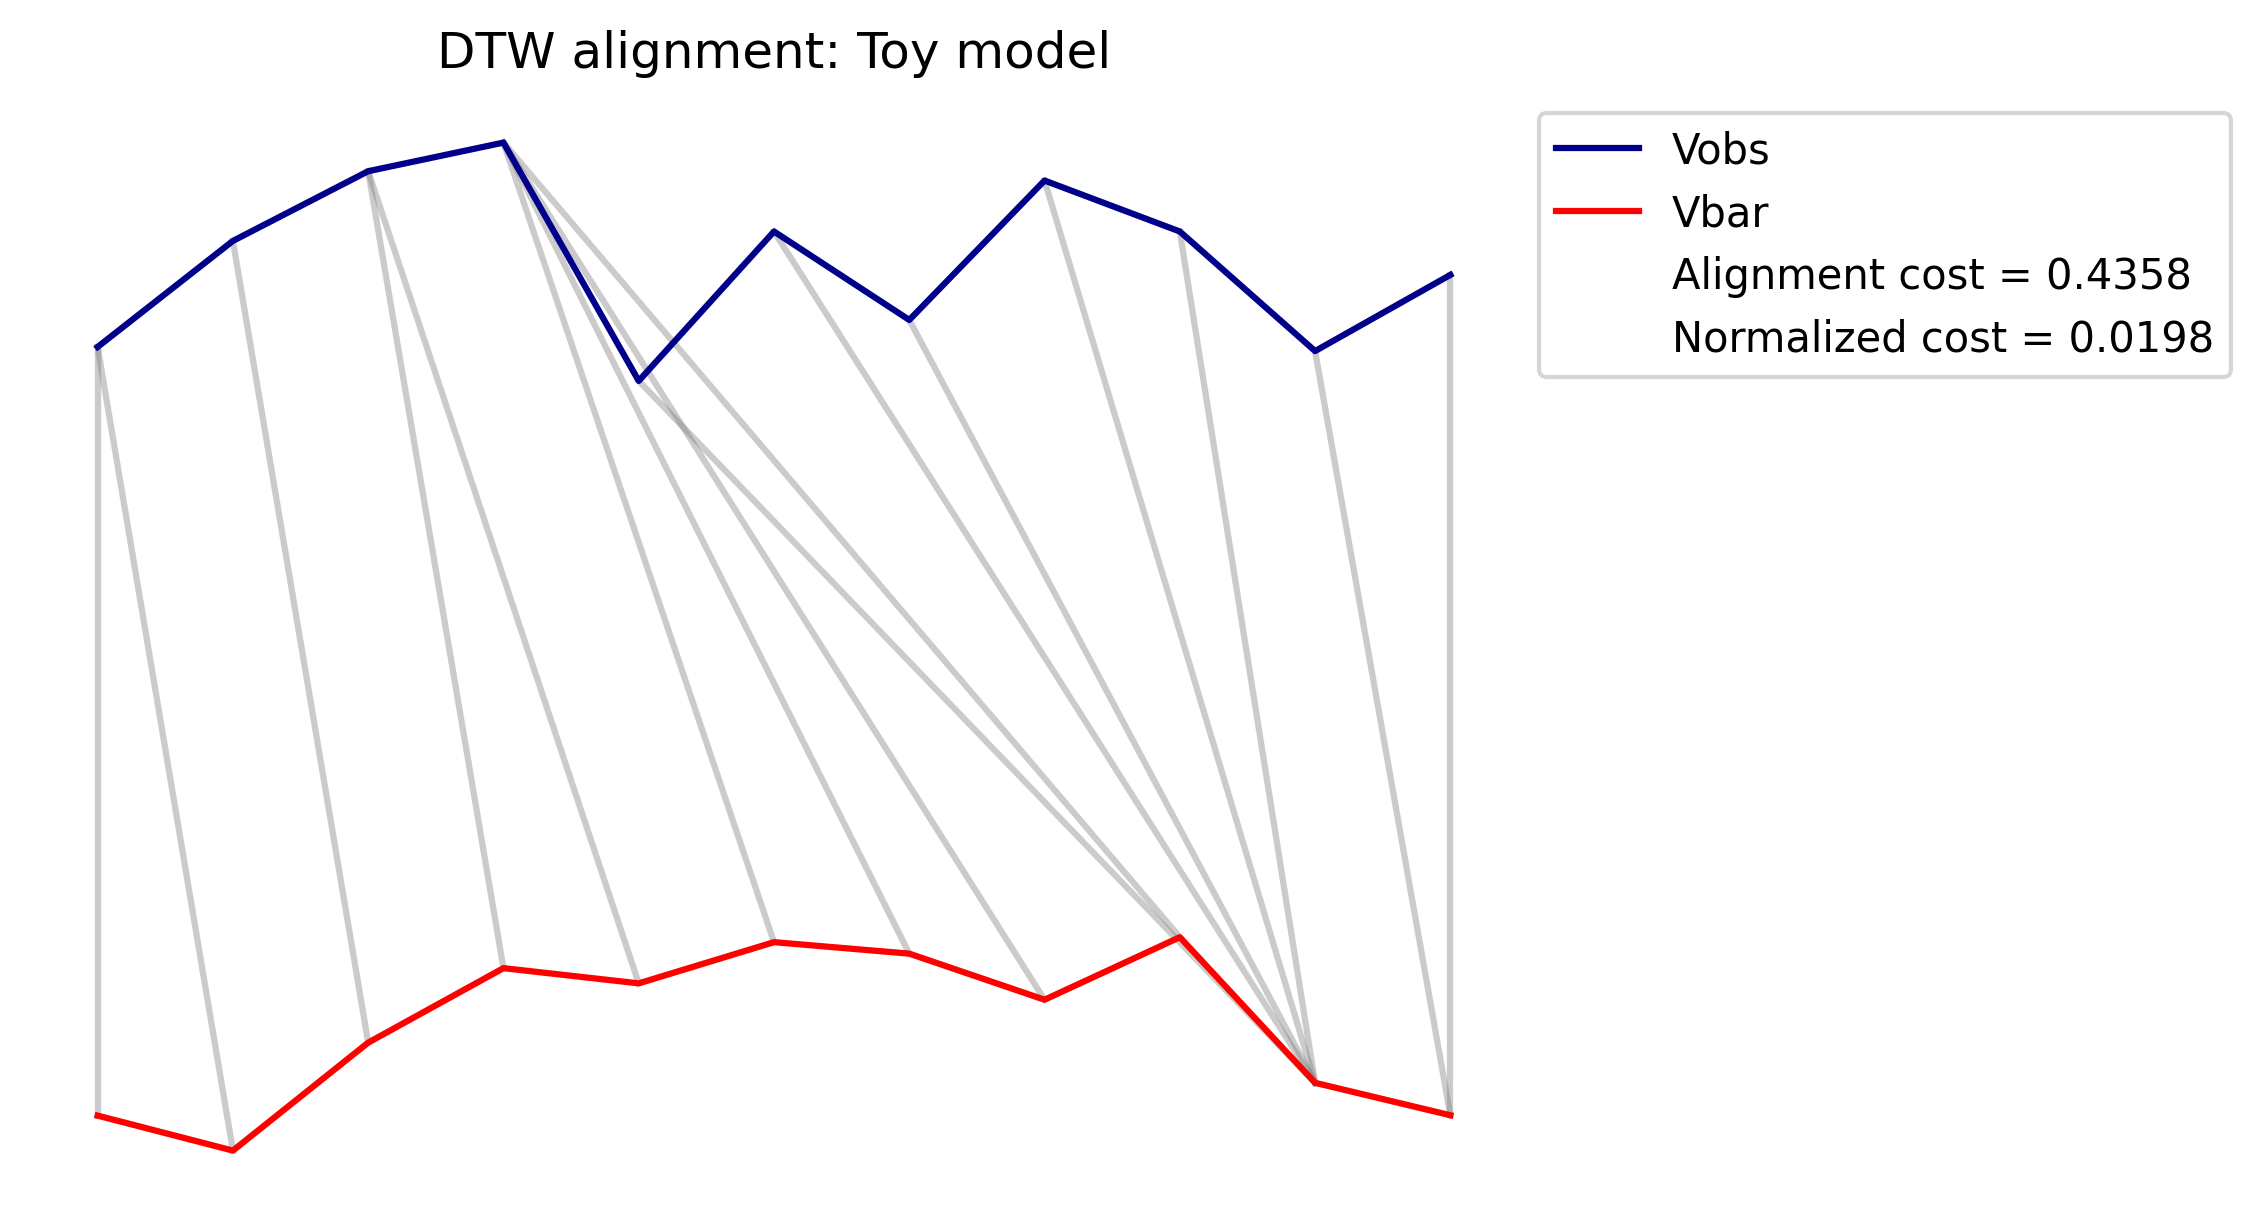 DTW alignment: Toy model
Vobs
Vbar
Alignment cost = 0.4358
Normalized cost = 0.0198